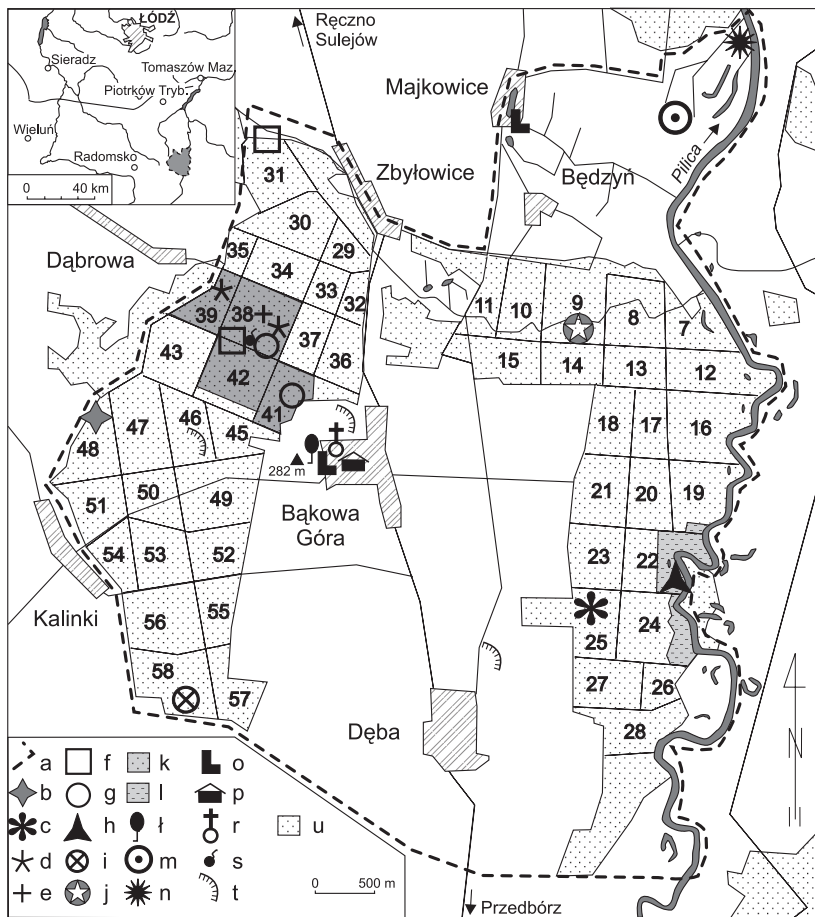 ŁÓDŹ
Sieradz
Tomaszów Maz.
Piotrków Tryb.
Wieluń
Radomsko
0 40 km
Ręczno
Sulejów
Majkowice
Zbyłowice
Będzyń
Pilica
Dąbrowa
31
30
35
29
34
33
32
39
38
37
36
43
42
41
11
10
9
8
7
15
14
13
12
48
47
46
45
18
17
16
282 m
51
50
49
21
20
19
Bąkowa
Góra
54
53
52
23
22
Kalinki
56
55
25
24
58
57
27
26
28
Dęba
N
a f k o
b g l p
c h ł r u
d i m s
e j n t
0 500 m
Przedbórz